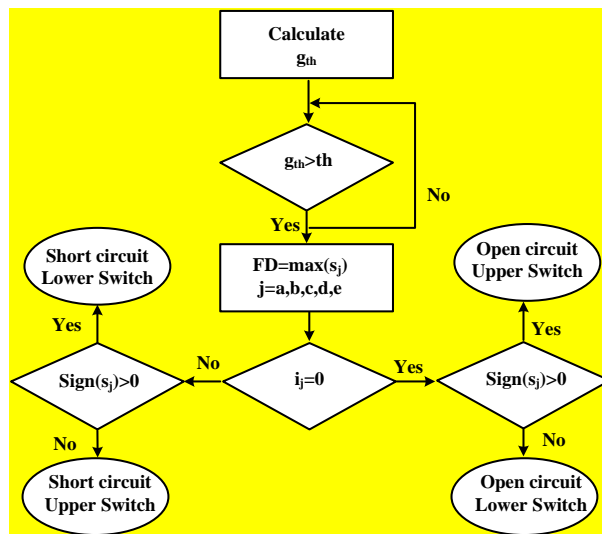 Calculate
gth
gth>th
No
Yes
Short circuit
Lower Switch
FD=max(sj)
j=a,b,c,d,e
Open circuit
Upper Switch
Yes
Yes
Sign(sj)>0
No
ij=0
Yes
Sign(sj)>0
No
No
Short circuit
Upper Switch
Open circuit
Lower Switch